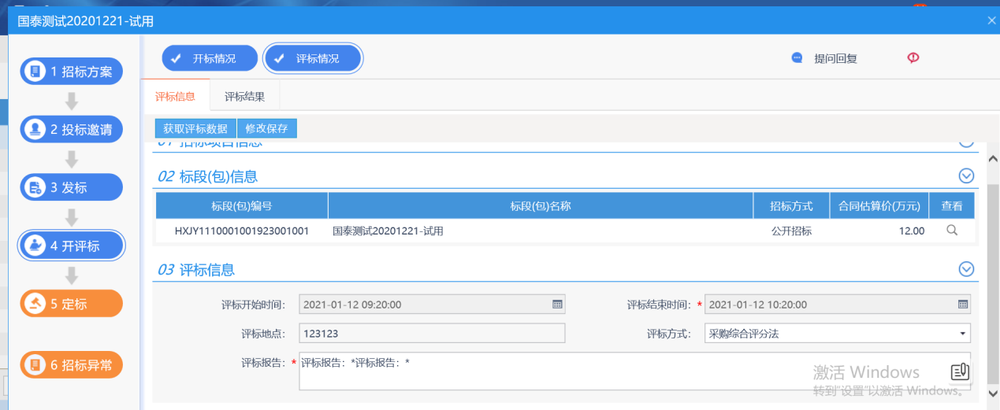 国泰测试20201221-试用
1 招标方案
2 投标邀请
3 发标
4 开评标
5 定标
6 招标异常
开标情况 评标情况 提问回复
评标信息 评标结果
获取评标数据 修改保存
01 招标项目信息
02 标段(包)信息
标段(包)编号 标段(包)名称 招标方式 合同估算价(万元) 查看
HXJY1110001001923001001 国泰测试20201221-试用 公开招标 12.00
03 评标信息
评标开始时间: 2021-01-12 09:20:00 评标结束时间: * 2021-01-12 10:20:00
评标地点: 123123 评标方式: 采购综合评分法
评标报告: * 评标报告: *评标报告: *
激活 Windows
转到"设置"以激活 Windows。